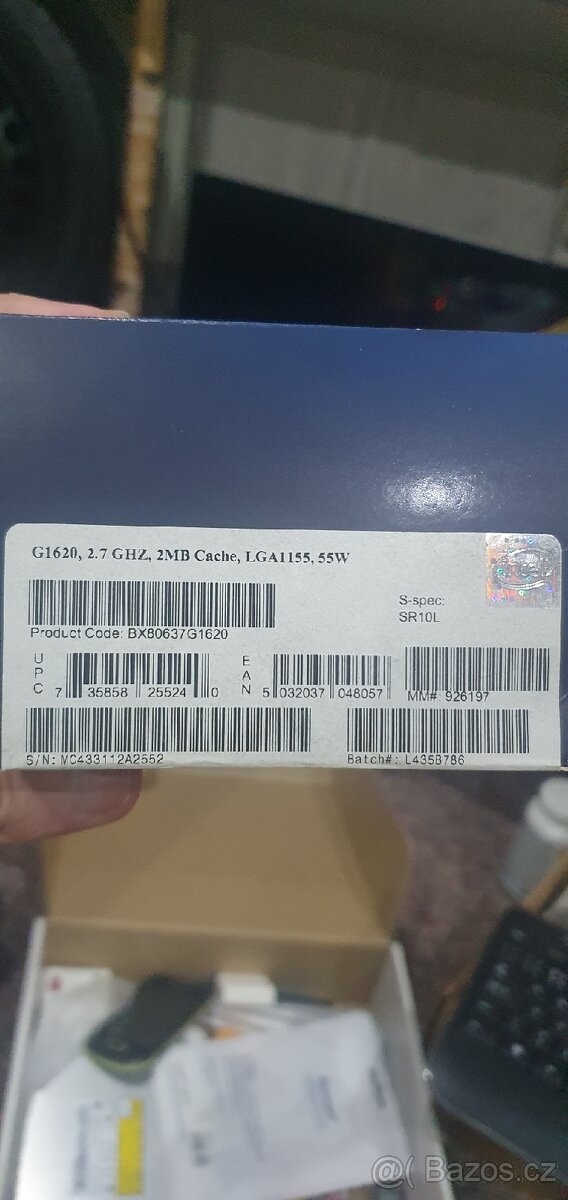 G1620, 2.7 GHZ, 2MB Cache, LGA1155, 55W
S-spec:
SR10L
Product Code: BX80637G1620
UPC 7 35858 25524 0
EAN 5 032037 048057
MM# 926197
S/N: MC433112A2552
Batch#: L435B786
@( Bazos.cz